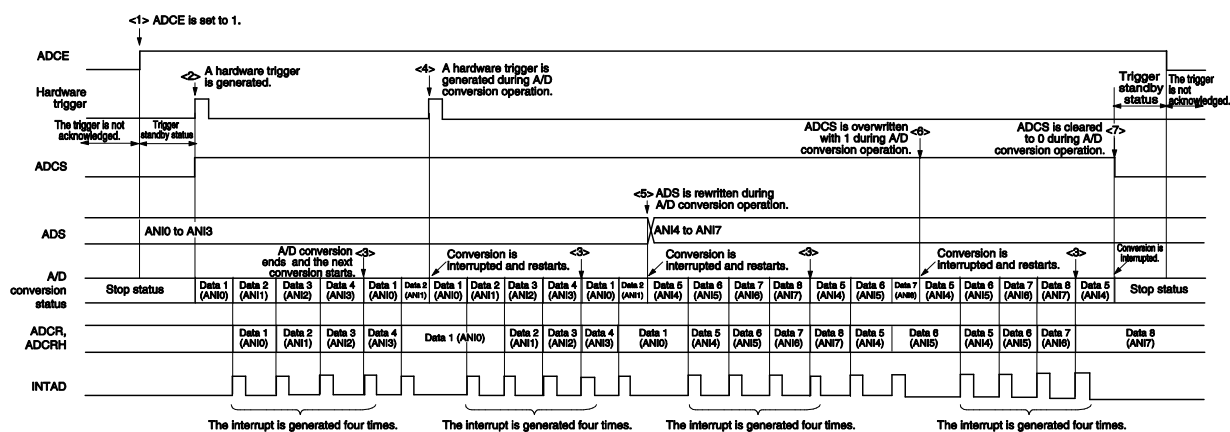 <1> ADCE is set to 1.
ADCE
<2> A hardware trigger
is generated.
<4> A hardware trigger is
generated during A/D
conversion operation.
Trigger
standby
status
The trigger
is not
acknowledged.
Hardware
trigger
The trigger is not
acknowledged.
Trigger
standby status
ADCS is overwritten <6>
with 1 during A/D
conversion operation.
ADCS is cleared <7>
to 0 during A/D
conversion operation.
ADCS
<5> ADS is rewritten during
A/D conversion operation.
ADS
ANI0 to ANI3
ANI4 to ANI7
A/D conversion <3>
ends and the next
conversion starts.
Conversion is
interrupted and restarts.
<3>
Conversion is
interrupted and restarts.
<3>
Conversion is
interrupted and restarts.
<3>
Conversion is
interrupted.
A/D
conversion
status
Stop status
Data 1 Data 2 Data 3 Data 4 Data 1 Data 2 Data 1 Data 2 Data 3 Data 4 Data 1 Data 2 Data 5 Data 6 Data 7 Data 8 Data 5 Data 6 Data 7 Data 5 Data 6 Data 7 Data 8 Data 5
(ANI0) (ANI1) (ANI2) (ANI3) (ANI0) (ANI1) (ANI0) (ANI1) (ANI2) (ANI3) (ANI0) (ANI1) (ANI4) (ANI5) (ANI6) (ANI7) (ANI4) (ANI5) (ANI6) (ANI4) (ANI5) (ANI6) (ANI7) (ANI4)
Stop status
ADCR,
ADCRH
Data 1 Data 2 Data 3 Data 4 Data 1 (ANI0) Data 2 Data 3 Data 4 Data 1 Data 5 Data 6 Data 7 Data 8 Data 5 Data 6 Data 5 Data 6 Data 7 Data 8
(ANI0) (ANI1) (ANI2) (ANI3) (ANI1) (ANI2) (ANI3) (ANI0) (ANI4) (ANI5) (ANI6) (ANI7) (ANI4) (ANI5) (ANI4) (ANI5) (ANI6) (ANI7)
INTAD
The interrupt is generated four times.
The interrupt is generated four times.
The interrupt is generated four times.
The interrupt is generated four times.